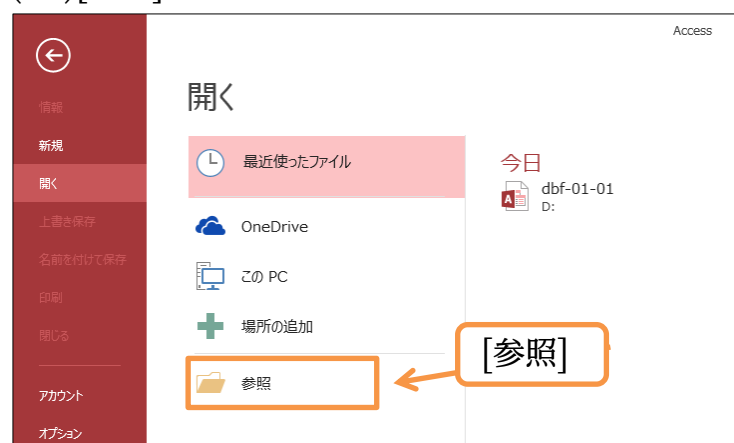 Access
情報
新規
開く
上書き保存
名前を付けて保存
印刷
閉じる
アカウント
オプション
開く
最近使ったファイル
OneDrive
この PC
場所の追加
参照
今日
dbf-01-01
D:
[参照]